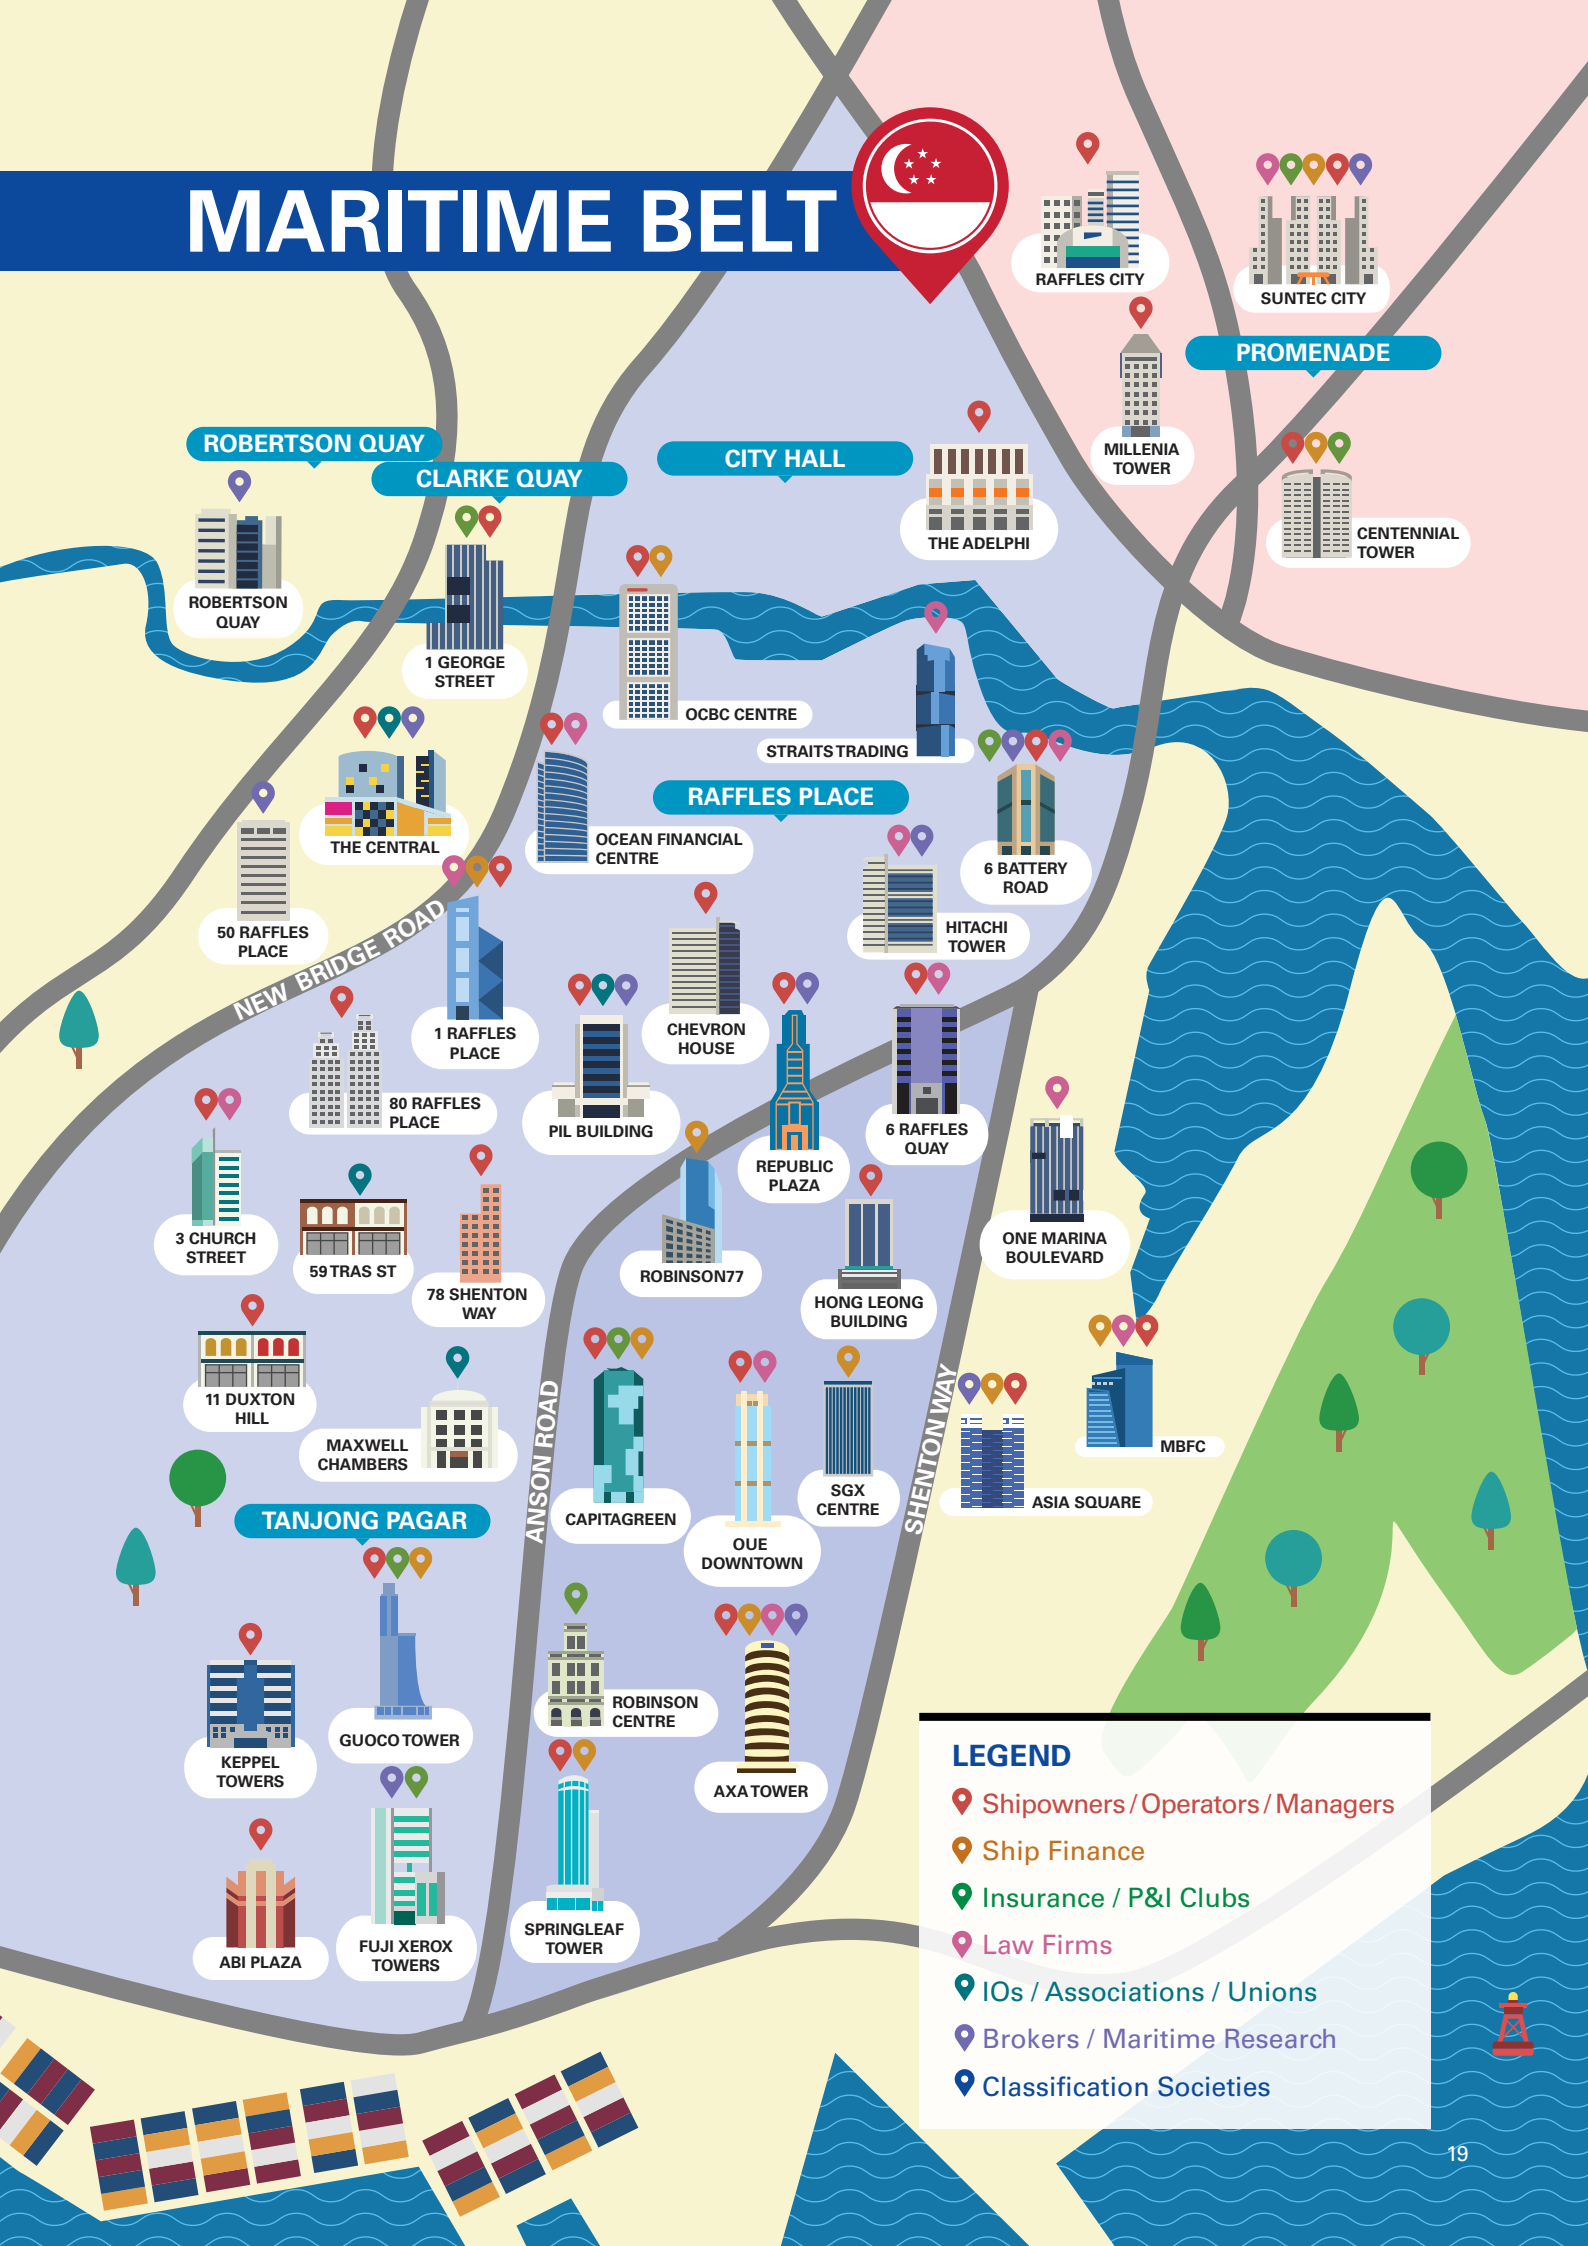 MARITIME BELT
RAFFLES CITY
SUNTEC CITY
PROMENADE
MILLENIA
TOWER
ROBERTSON QUAY
CLARKE QUAY
CITY HALL
THE ADELPHI
CENTENNIAL
TOWER
ROBERTSON
QUAY
1 GEORGE
STREET
OCBC CENTRE
STRAITS TRADING
RAFFLES PLACE
THE CENTRAL
OCEAN FINANCIAL
CENTRE
6 BATTERY
ROAD
50 RAFFLES
PLACE
HITACHI
TOWER
NEW BRIDGE ROAD
1 RAFFLES
PLACE
CHEVRON
HOUSE
80 RAFFLES
PLACE
PIL BUILDING
6 RAFFLES
QUAY
REPUBLIC
PLAZA
3 CHURCH
STREET
59 TRAS ST
78 SHENTON
WAY
ROBINSON77
ONE MARINA
BOULEVARD
HONG LEONG
BUILDING
11 DUXTON
HILL
MAXWELL
CHAMBERS
ANSON ROAD
SHENTON WAY
MBFC
CAPITAGREEN
SGX
CENTRE
ASIA SQUARE
TANJONG PAGAR
OUE
DOWNTOWN
GUOCO TOWER
ROBINSON
CENTRE
KEPPEL
TOWERS
AXA TOWER
SPRINGLEAF
TOWER
FUJI XEROX
TOWERS
ABI PLAZA
LEGEND
Shipowners / Operators / Managers
Ship Finance
Insurance / P&I Clubs
Law Firms
IOs / Associations / Unions
Brokers / Maritime Research
Classification Societies
19